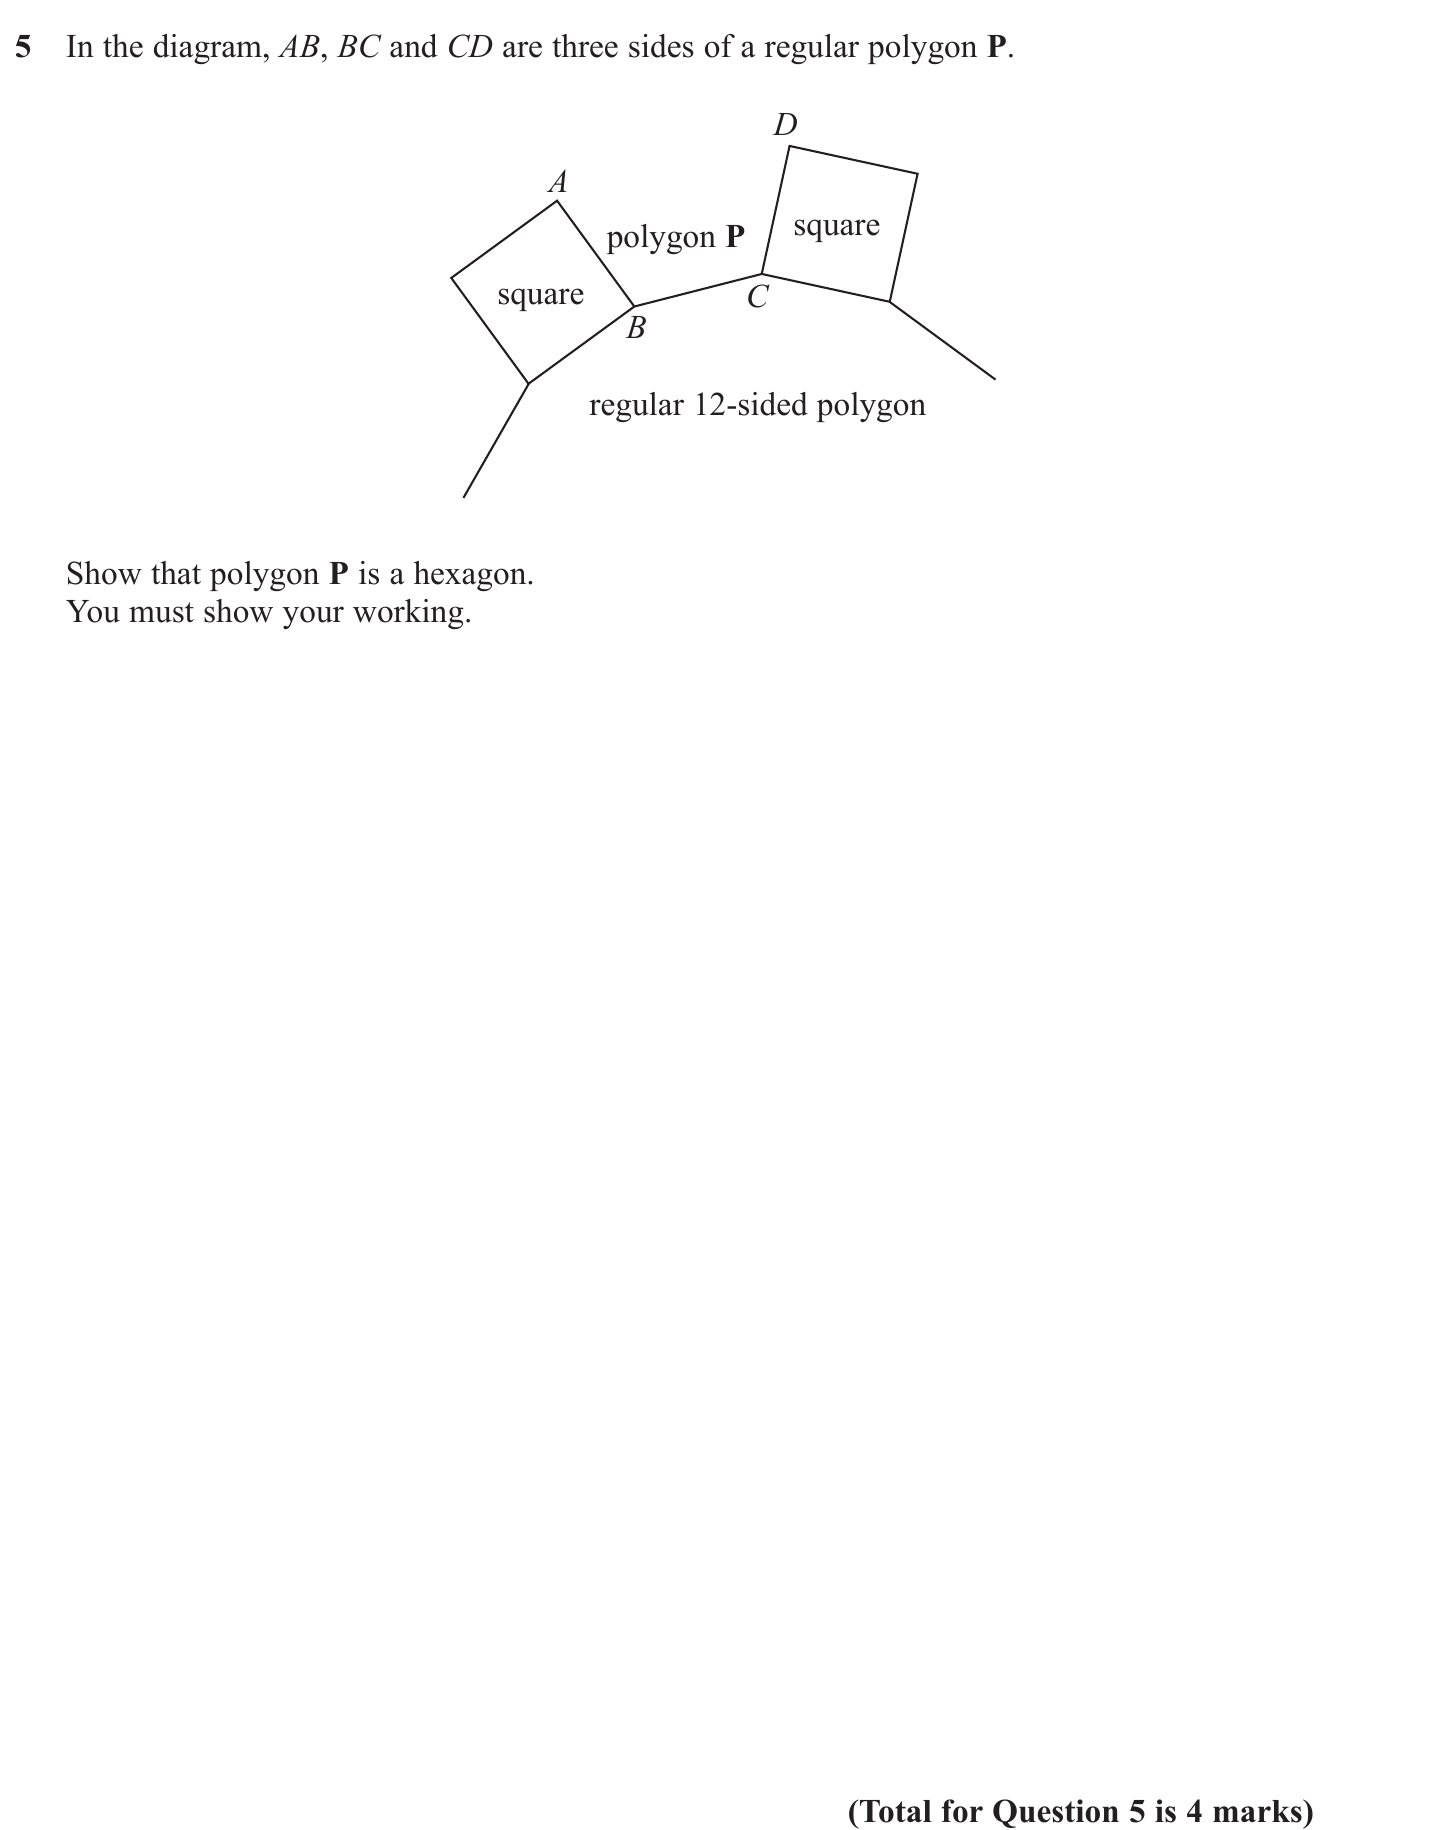 5 In the diagram, AB, BC and CD are three sides of a regular polygon P.
D
A
polygon P
square
square
C
B
regular 12-sided polygon
Show that polygon P is a hexagon.
You must show your working.
(Total for Question 5 is 4 marks)